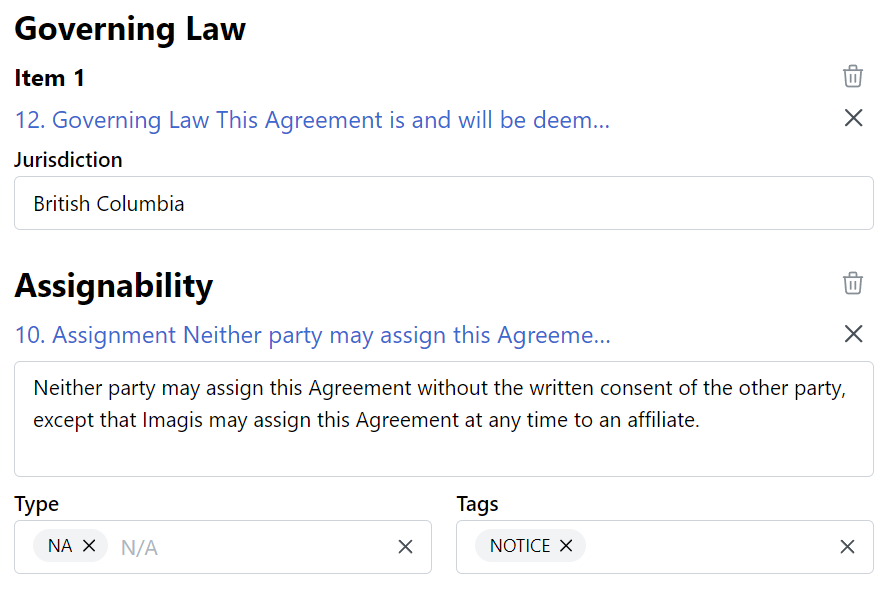 Governing Law
Item 1
12. Governing Law This Agreement is and will be deem...
Jurisdiction
British Columbia
Assignability
10. Assignment Neither party may assign this Agreeme...
Neither party may assign this Agreement without the written consent of the other party,
except that Imagis may assign this Agreement at any time to an affiliate.
Type
Tags
NA N/A
NOTICE